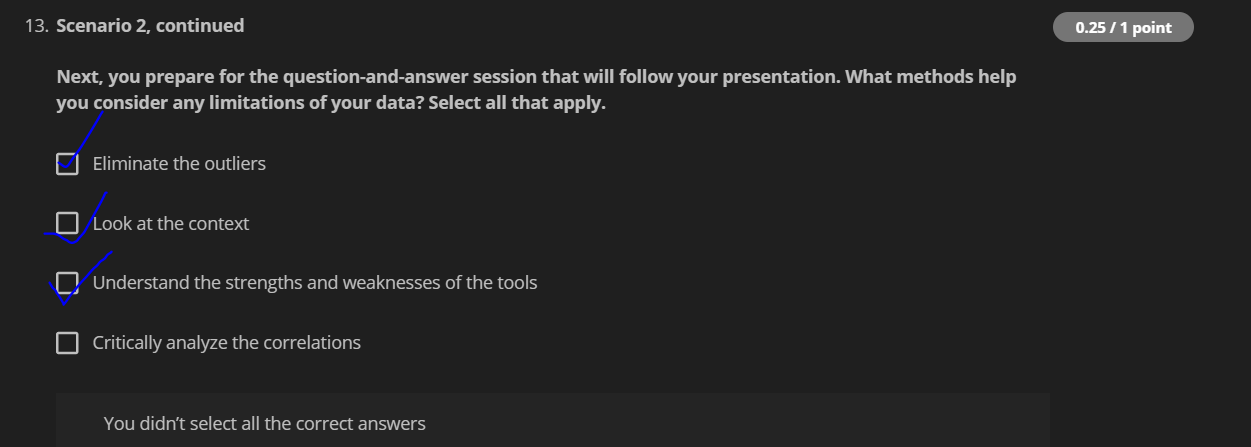 13. Scenario 2, continued
0.25 / 1 point
Next, you prepare for the question-and-answer session that will follow your presentation. What methods help
you consider any limitations of your data? Select all that apply.
Eliminate the outliers
Look at the context
Understand the strengths and weaknesses of the tools
Critically analyze the correlations
You didn’t select all the correct answers